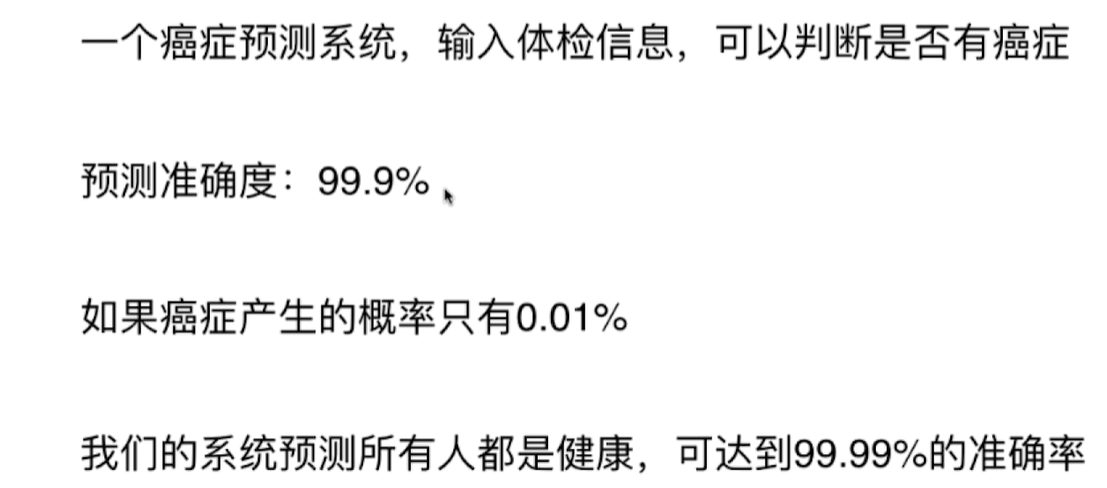 一个癌症预测系统，输入体检信息，可以判断是否有癌症
预测准确度：99.9%
如果癌症产生的概率只有0.01%
我们的系统预测所有人都是健康，可达到99.99%的准确率